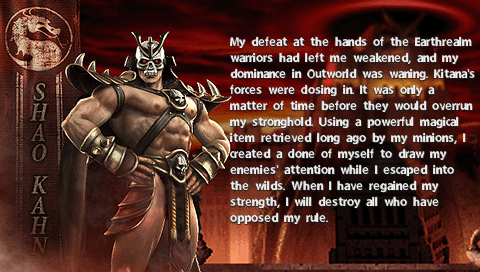 SHAO KAHN
My defeat at the hands of the Earthrealm
warriors had left me weakened, and my
dominance in Outworld was waning. Kitana's
forces were closing in. It was only a
matter of time before they would overrun
my stronghold. Using a powerful magical
item retrieved long ago by my minions, I
created a clone of myself to draw my
enemies' attention while I escaped into
the wilds. When I have regained my
strength, I will destroy all who have
opposed my rule.